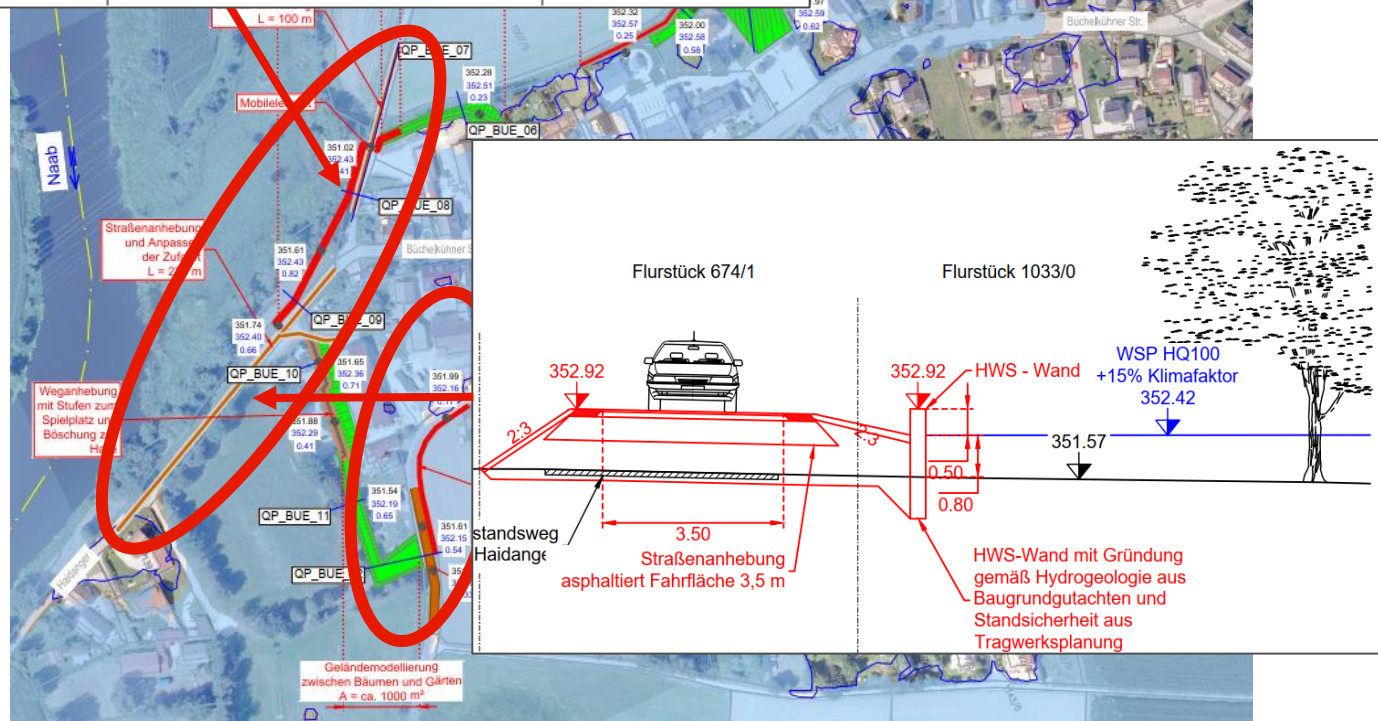 L = 100 m
QP_BUE_07
Mobilele
352.28
352.51
0.23
QP_BUE_06
352.32
352.57
0.25
352.00
352.58
0.58
352.59
0.62
Büchelkühner Str.
Naab
351.02
352.43
QP_BUE_08
Büchelkühner S
Straßenanhebung
und Anpasse
der Zufa
L = 2 m
351.61
352.43
0.82
QP_BUE_09
351.74
352.40
0.66
QP_BUE_10
351.65
352.36
0.71
351.99
352.16
Weganhebung
mit Stufen zum
Spielplatz un
Böschung z
351.88
352.29
0.41
351.54
352.19
0.65
QP_BUE_11
351.61
352.15
0.54
QP_BUE_
Haidanger
Geländemodellierung
zwischen Bäumen und Gärten
A = ca. 1000 m²
Flurstück 674/1
Flurstück 1033/0
352.92
352.92
HWS - Wand
WSP HQ100
+15% Klimafaktor
352.42
2:3
2:3
351.57
0.50
0.80
3.50
standsweg
Haidange
Straßenanhebung
asphaltiert Fahrfläche 3,5 m
HWS-Wand mit Gründung
gemäß Hydrogeologie aus
Baugrundgutachten und
Standsicherheit aus
Tragwerksplanung